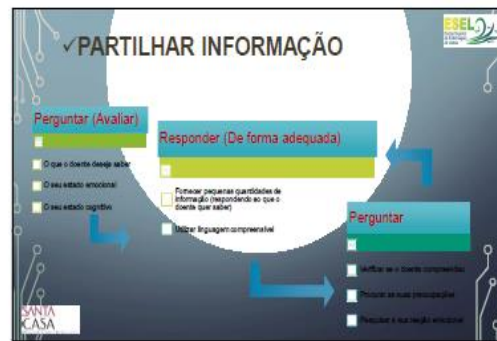 ✓PARTILHAR INFORMAÇÃO
ESEL
Perguntar (Avaliar)
O que o doente deseja saber
O seu estado emocional
O seu estado cognitivo
Responder (De forma adequada)
Fornecer pequenas quantidades de
informação (respondendo ao que o
doente quer saber)
Utilizar linguagem compreensível
Perguntar
Verificar se o doente compreendeu
Procurar as suas preocupações
Pesquisar a sua reação emocional
SANTA
CASA